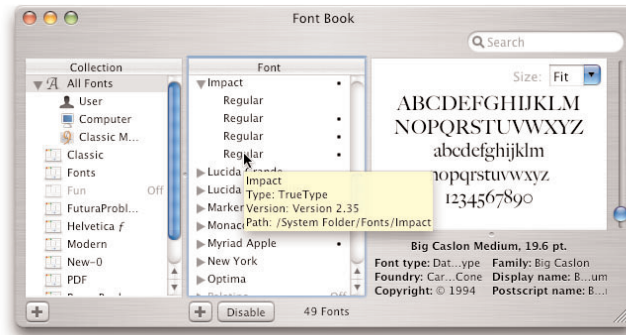 Font Book
Search
Collection
All Fonts
User
Computer
Classic M...
Classic
Fonts
Fun Off
FuturaProbl...
Helvetica f
Modern
New-0
PDF
Font
Impact •
Regular
Regular •
Regular •
Regular •
Lucida Grande
Lucida
Marker
Monaco
Myriad Apple •
New York
Optima
Off
Impact
Type: TrueType
Version: Version 2.35
Path: /System Folder/Fonts/Impact
Disable
49 Fonts
Size: Fit
ABCDEFGHIJKLM
NOPQRSTUVWXYZ
abcdefghijklm
nopqrstuvwxyz
1234567890
Big Caslon Medium, 19.6 pt.
Font type: Dat...ype Family: Big Caslon
Foundry: Car...Cone Display name: B...um
Copyright: © 1994 Postscript name: B...